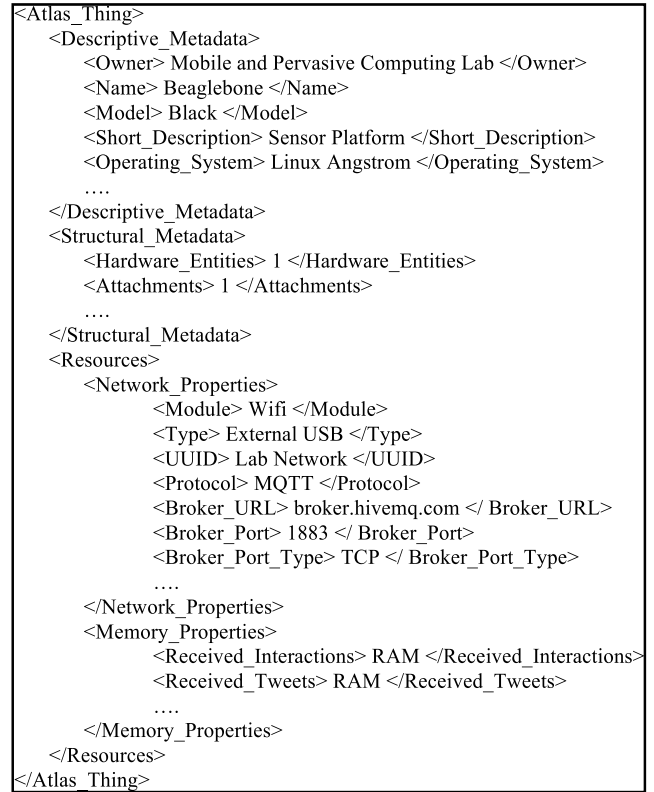 <Atlas_Thing>
<Descriptive_Metadata>
<Owner> Mobile and Pervasive Computing Lab </Owner>
<Name> Beaglebone </Name>
<Model> Black </Model>
<Short_Description> Sensor Platform </Short_Description>
<Operating_System> Linux Angstrom </Operating_System>
….
</Descriptive_Metadata>
<Structural_Metadata>
<Hardware_Entities> 1 </Hardware_Entities>
<Attachments> 1 </Attachments>
….
</Structural_Metadata>
<Resources>
<Network_Properties>
<Module> Wifi </Module>
<Type> External USB </Type>
<UUID> Lab Network </UUID>
<Protocol> MQTT </Protocol>
<Broker_URL> broker.hivemq.com </ Broker_URL>
<Broker_Port> 1883 </ Broker_Port>
<Broker_Port_Type> TCP </ Broker_Port_Type>
….
</Network_Properties>
<Memory_Properties>
<Received_Interactions> RAM </Received_Interactions>
<Received_Tweets> RAM </Received_Tweets>
….
</Memory_Properties>
</Resources>
</Atlas_Thing>